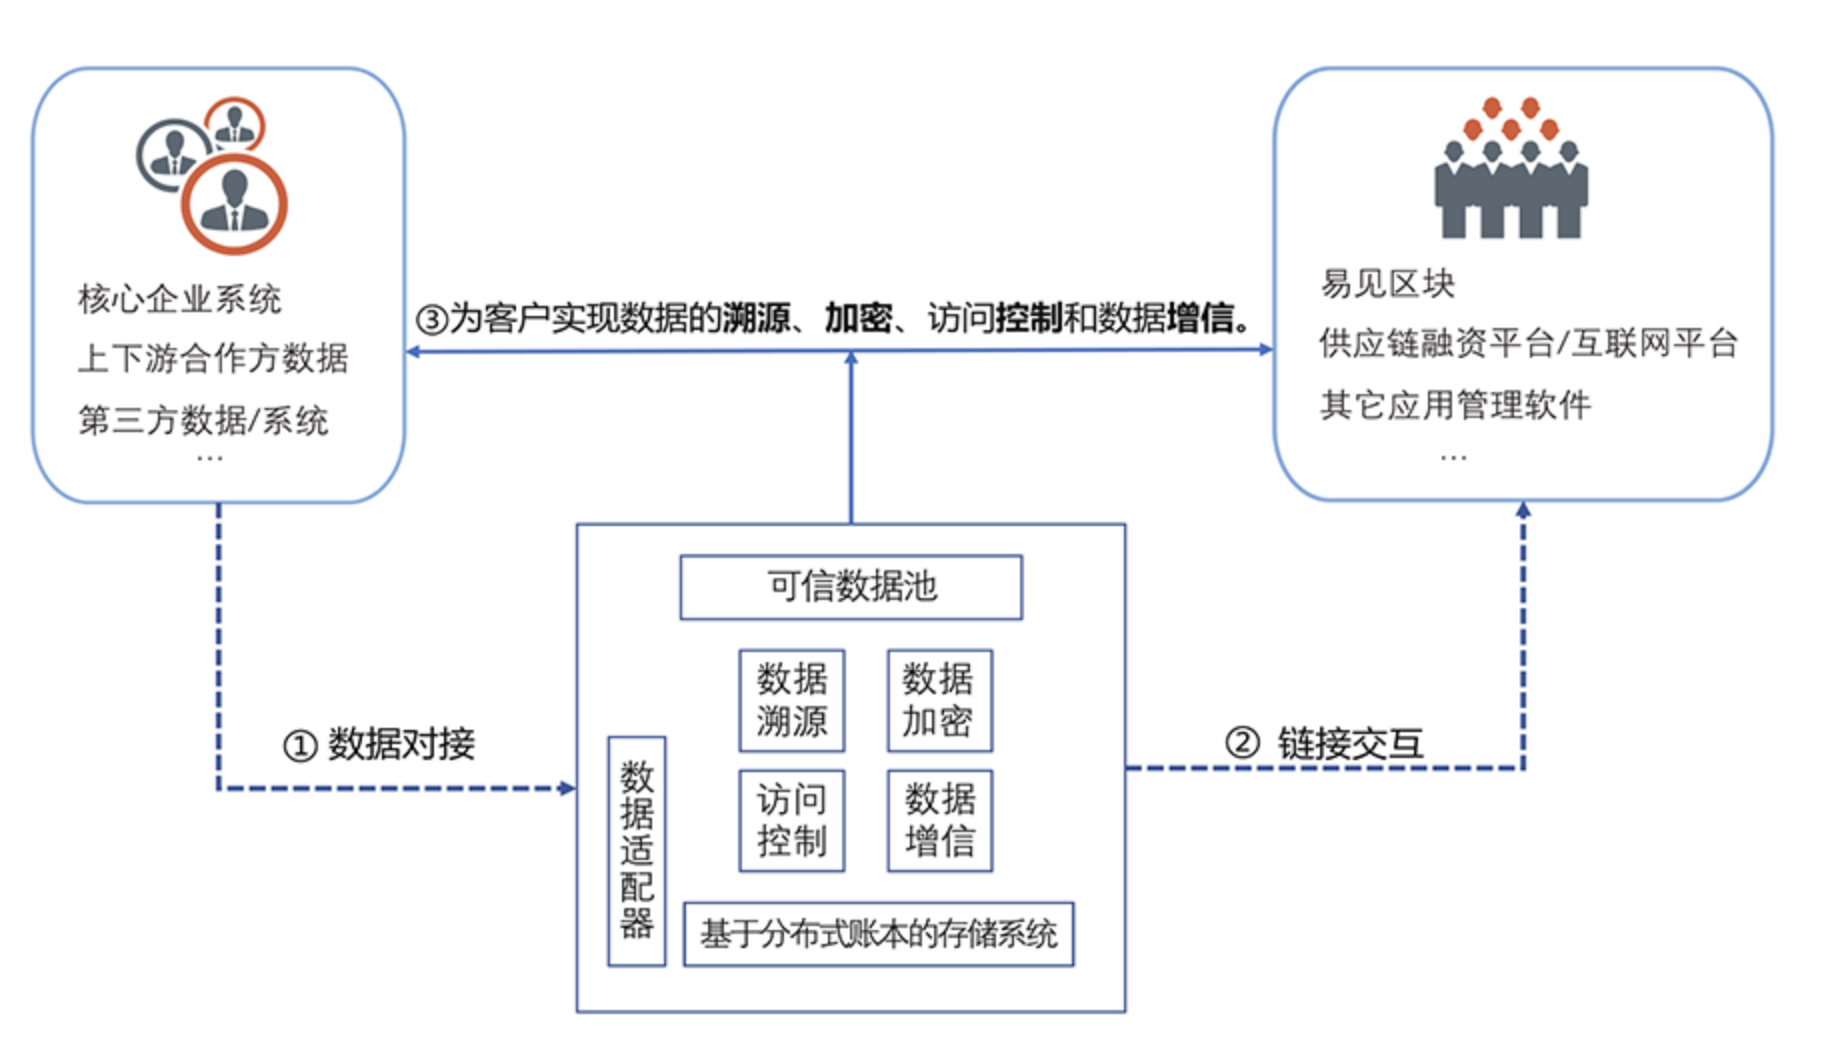 核心企业系统
上下游合作方数据
第三方数据/系统
…
③为客户实现数据的溯源、加密、访问控制和数据增信。
易见区块
供应链融资平台/互联网平台
其它应用管理软件
…
① 数据对接
可信数据池
数据
溯源
数据
加密
访问
控制
数据
增信
数据适配器
基于分布式账本的存储系统
② 链接交互